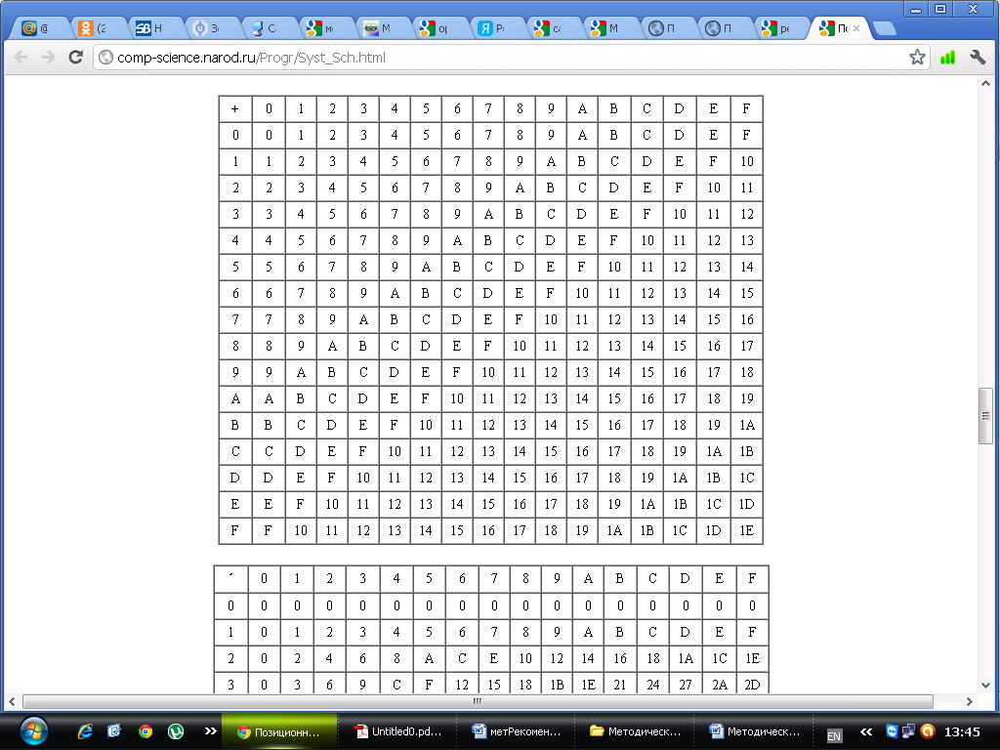 @ (2 H З С м М ор Я Р са М П П ре По
comp-science.narod.ru/Progr/Syst_Sch.html
+ 0 1 2 3 4 5 6 7 8 9 A B C D E F
0 0 1 2 3 4 5 6 7 8 9 A B C D E F
1 1 2 3 4 5 6 7 8 9 A B C D E F 10
2 2 3 4 5 6 7 8 9 A B C D E F 10 11
3 3 4 5 6 7 8 9 A B C D E F 10 11 12
4 4 5 6 7 8 9 A B C D E F 10 11 12 13
5 5 6 7 8 9 A B C D E F 10 11 12 13 14
6 6 7 8 9 A B C D E F 10 11 12 13 14 15
7 7 8 9 A B C D E F 10 11 12 13 14 15 16
8 8 9 A B C D E F 10 11 12 13 14 15 16 17
9 9 A B C D E F 10 11 12 13 14 15 16 17 18
A A B C D E F 10 11 12 13 14 15 16 17 18 19
B B C D E F 10 11 12 13 14 15 16 17 18 19 1A
C C D E F 10 11 12 13 14 15 16 17 18 19 1A 1B
D D E F 10 11 12 13 14 15 16 17 18 19 1A 1B 1C
E E F 10 11 12 13 14 15 16 17 18 19 1A 1B 1C 1D
F F 10 11 12 13 14 15 16 17 18 19 1A 1B 1C 1D 1E
´ 0 1 2 3 4 5 6 7 8 9 A B C D E F
0 0 0 0 0 0 0 0 0 0 0 0 0 0 0 0 0
1 0 1 2 3 4 5 6 7 8 9 A B C D E F
2 0 2 4 6 8 A C E 10 12 14 16 18 1A 1C 1E
3 0 3 6 9 C F 12 15 18 1B 1E 21 24 27 2A 2D
Позиционн... Untitled0.pd... метРекомен... Методическ... Методическ... EN 13:45